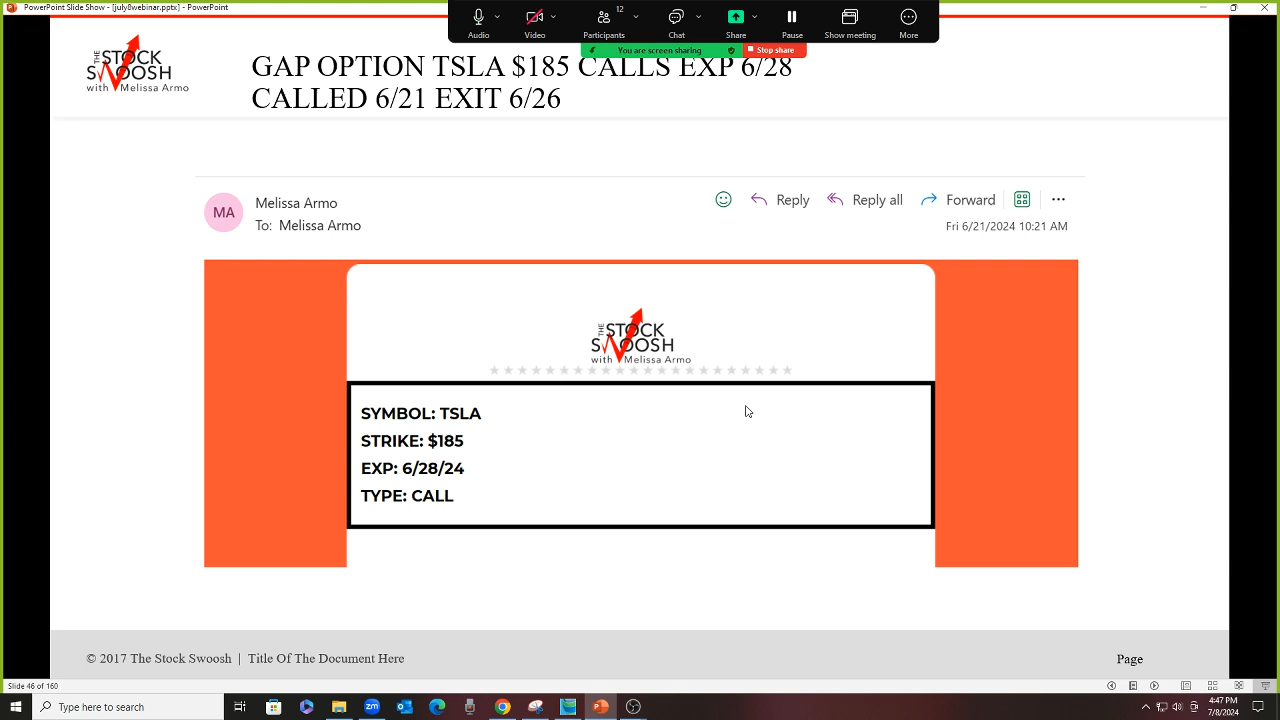 PowerPoint Slide Show - [july8webinar.pptx] - PowerPoint
Audio
Video
12
Participants
Chat
Share
Pause
Show meeting
More
You are screen sharing
Stop share
THE STOCK SWOOSH
with Melissa Armo
GAP OPTION TSLA $185 CALLS EXP 6/28
CALLED 6/21 EXIT 6/26
MA
Melissa Armo
To: Melissa Armo
Reply
Reply all
Forward
Fri 6/21/2024 10:21 AM
THE STOCK SWOOSH
with Melissa Armo
SYMBOL: TSLA
STRIKE: $185
EXP: 6/28/24
TYPE: CALL
© 2017 The Stock Swoosh | Title Of The Document Here
Page
Slide 46 of 160
Type here to search
4:47 PM
7/8/2024